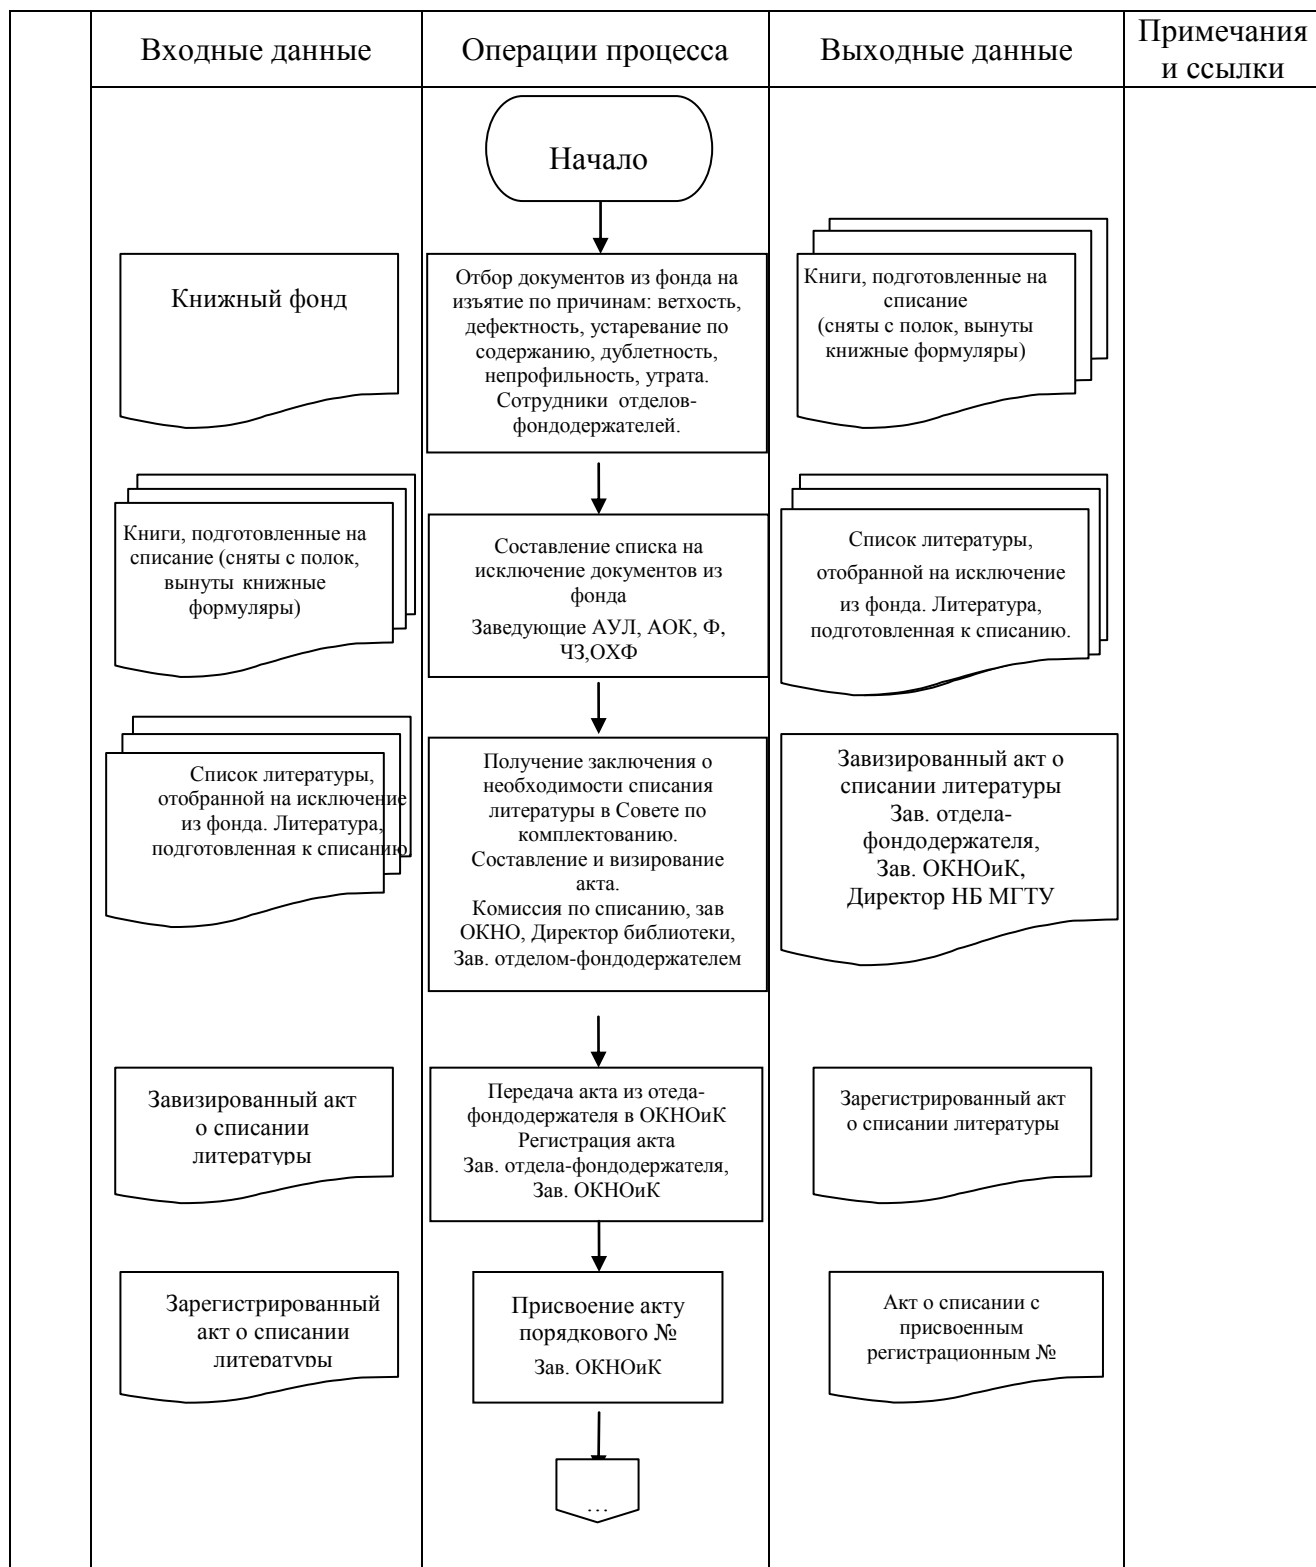 Входные данные
Операции процесса
Выходные данные
Примечания
и ссылки
Начало
Книжный фонд
Отбор документов из фонда на
изъятие по причинам: ветхость,
дефектность, устаревание по
содержанию, дублетность,
непрофильность, утрата.
Сотрудники отделов-
фондодержателей.
Книги, подготовленные на
списание
(сняты с полок, вынуты
книжные формуляры)
Книги, подготовленные на
списание (сняты с полок,
вынуты книжные
формуляры)
Составление списка на
исключение документов из
фонда
Заведующие АУЛ, АОК, Ф,
ЧЗ,ОХФ
Список литературы,
отобранной на исключение
из фонда. Литература,
подготовленная к списанию.
Список литературы,
отобранной на исключение
из фонда. Литература,
подготовленная к списанию.
Получение заключения о
необходимости списания
литературы в Совете по
комплектованию.
Составление и визирование
акта.
Комиссия по списанию, зав
ОКНО, Директор библиотеки,
Зав. отделом-фондодержателем
Завизированный акт о
списании литературы
Зав. отдела-
фондодержателя,
Зав. ОКНОиК,
Директор НБ МГТУ
Завизированный акт
о списании
литературы
Передача акта из отеда-
фондодержателя в ОКНОиК
Регистрация акта
Зав. отдела-фондодержателя,
Зав. ОКНОиК
Зарегистрированный акт
о списании литературы
Зарегистрированный
акт о списании
литературы
Присвоение акту
порядкового №
Зав. ОКНОиК
Акт о списании с
присвоенным
регистрационным №
…